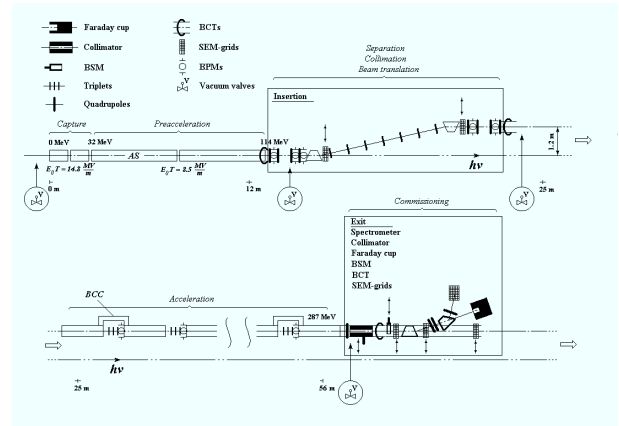 Faraday cup
Collimator
BSM
Triplets
Quadrupoles
BCTs
SEM-grids
BPMs
V
Vacuum valves
Separation
Collimation
Beam translation
Insertion
Capture
Preacceleration
0 MeV
32 MeV
114 MeV
AS
E₀T = 14.2 MV/m
E₀T = 8.5 MV/m
hν
1.2 m
0 m
12 m
25 m
V
V
V
Commissioning
Exit
Spectrometer
Collimator
Faraday cup
BSM
BCT
SEM-grids
BCC
Acceleration
287 MeV
hν
25 m
56 m
V